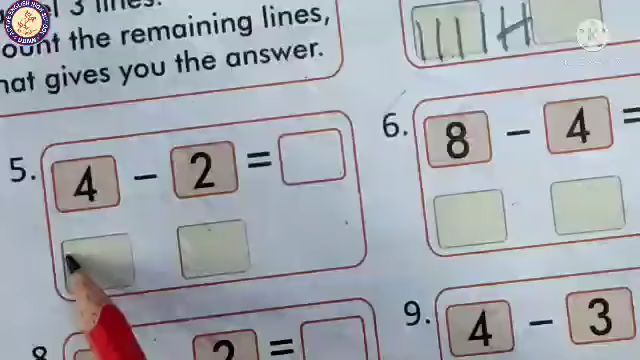 3 lines.
ount the remaining lines,
hat gives you the answer.
5. 4 - 2 =
6. 8 - 4 =
8. 2 =
9. 4 - 3